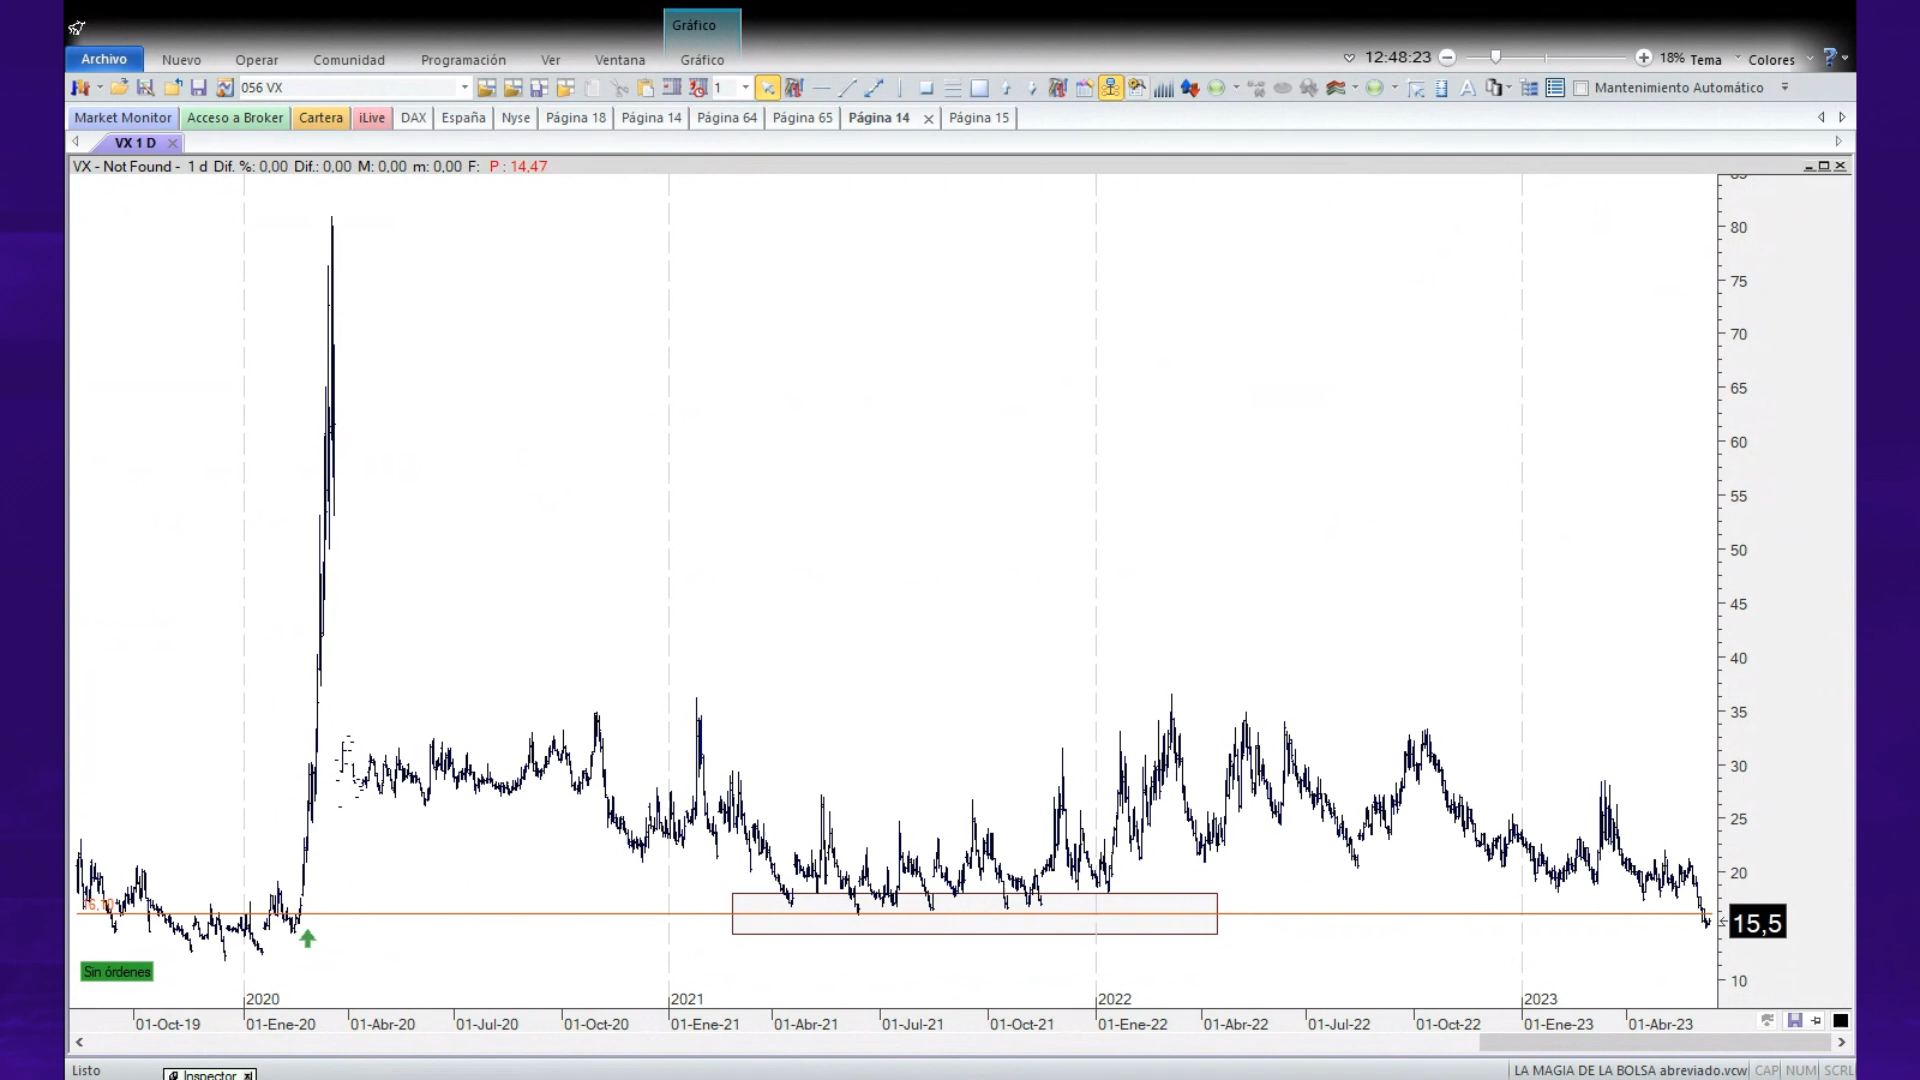 Gráfico
Archivo Nuevo Operar Comunidad Programación Ver Ventana Gráfico 12:48:23 18% Tema Colores
056 VX 1 Mantenimiento Automático
Market Monitor Acceso a Broker Cartera iLive DAX España Nyse Página 18 Página 14 Página 64 Página 65 Página 14 Página 15
VX 1 D
VX - Not Found - 1 d Dif. %: 0,00 Dif.: 0,00 M: 0,00 m: 0,00 F: P : 14,47
85
80
75
70
65
60
55
50
45
40
35
30
25
20
16,10
15,5
10
Sin órdenes
2020 2021 2022 2023
01-Oct-19 01-Ene-20 01-Abr-20 01-Jul-20 01-Oct-20 01-Ene-21 01-Abr-21 01-Jul-21 01-Oct-21 01-Ene-22 01-Abr-22 01-Jul-22 01-Oct-22 01-Ene-23 01-Abr-23
Listo Inspector LA MAGIA DE LA BOLSA abreviado.vcw CAP NUM SCRL